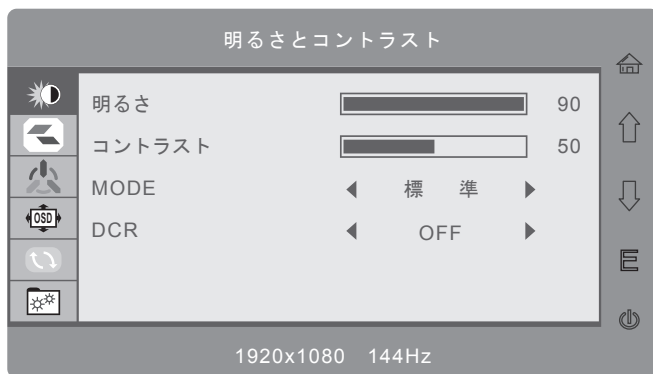 明るさとコントラスト
明るさ 90
コントラスト 50
MODE 標 準
DCR OFF
OSD
E
1920x1080 144Hz